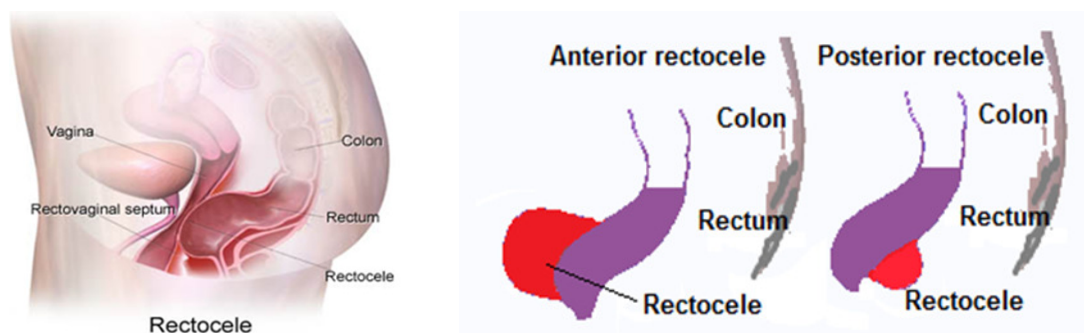 Vagina
Colon
Rectovaginal septum
Rectum
Rectocele
Rectocele
Anterior rectocele
Colon
Rectum
Rectocele
Posterior rectocele
Colon
Rectum
Rectocele